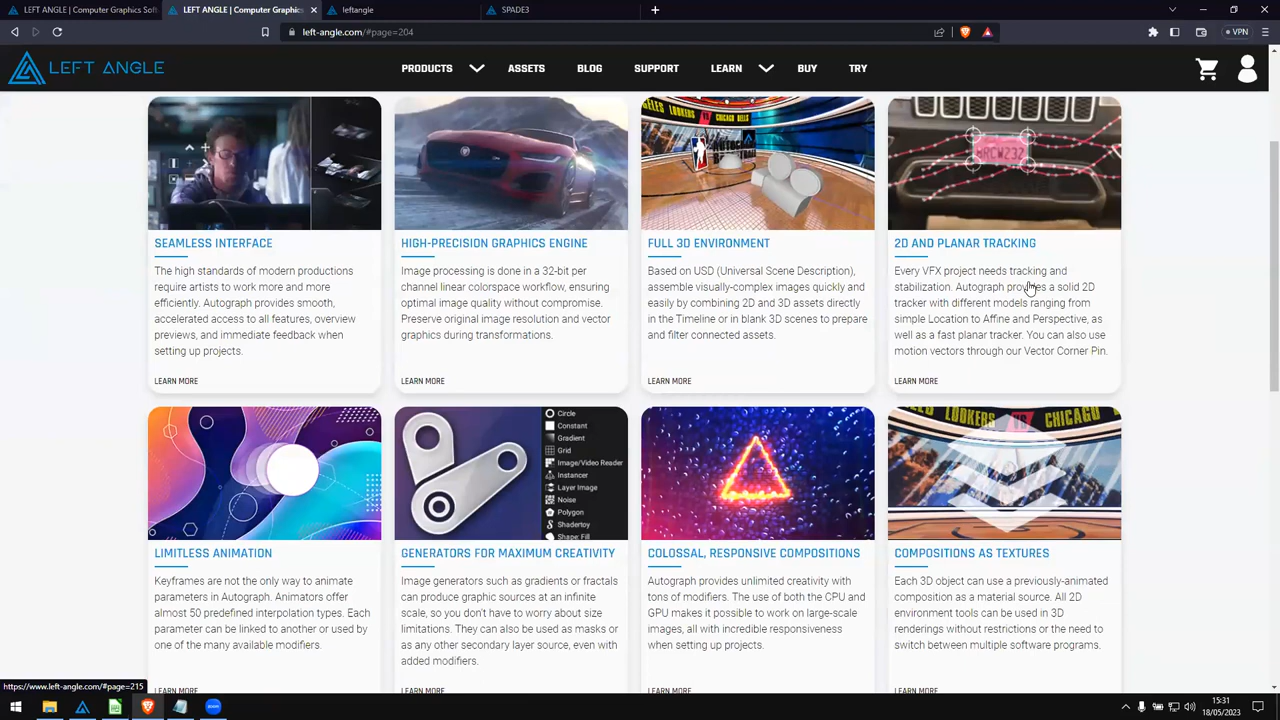 LEFT ANGLE | Computer Graphics Soft
LEFT ANGLE | Computer Graphics
leftangle
SPADE3
left-angle.com/#page=204
VPN
LEFT ANGLE
PRODUCTS
ASSETS
BLOG
SUPPORT
LEARN
BUY
TRY
SEAMLESS INTERFACE
The high standards of modern productions
require artists to work more and more
efficiently. Autograph provides smooth,
accelerated access to all features, overview
previews, and immediate feedback when
setting up projects.
LEARN MORE
HIGH-PRECISION GRAPHICS ENGINE
Image processing is done in a 32-bit per
channel linear colorspace workflow, ensuring
optimal image quality without compromise.
Preserve original image resolution and vector
graphics during transformations.
LEARN MORE
ELES HOOKERS VS CHICAGO BELLS
FULL 3D ENVIRONMENT
Based on USD (Universal Scene Description),
assemble visually-complex images quickly and
easily by combining 2D and 3D assets directly
in the Timeline or in blank 3D scenes to prepare
and filter connected assets.
LEARN MORE
2D AND PLANAR TRACKING
Every VFX project needs tracking and
stabilization. Autograph provides a solid 2D
tracker with different models ranging from
simple Location to Affine and Perspective, as
well as a fast planar tracker. You can also use
motion vectors through our Vector Corner Pin.
LEARN MORE
LIMITLESS ANIMATION
Keyframes are not the only way to animate
parameters in Autograph. Animators offer
almost 50 predefined interpolation types. Each
parameter can be linked to another or used by
one of the many available modifiers.
Circle
Constant
Gradient
Grid
Image/Video Reader
Instancer
Layer Image
Noise
Polygon
Shadertoy
Shape: Fill
GENERATORS FOR MAXIMUM CREATIVITY
Image generators such as gradients or fractals
can produce graphic sources at an infinite
scale, so you don't have to worry about size
limitations. They can also be used as masks or
as any other secondary layer source, even with
added modifiers.
LEARN MORE
COLOSSAL, RESPONSIVE COMPOSITIONS
Autograph provides unlimited creativity with
tons of modifiers. The use of both the CPU and
GPU makes it possible to work on large-scale
images, all with incredible responsiveness
when setting up projects.
LEARN MORE
COMPOSITIONS AS TEXTURES
Each 3D object can use a previously-animated
composition as a material source. All 2D
environment tools can be used in 3D
renderings without restrictions or the need to
switch between multiple software programs.
LEARN MORE
https://www.left-angle.com/#page=215
15:31
18/05/2023